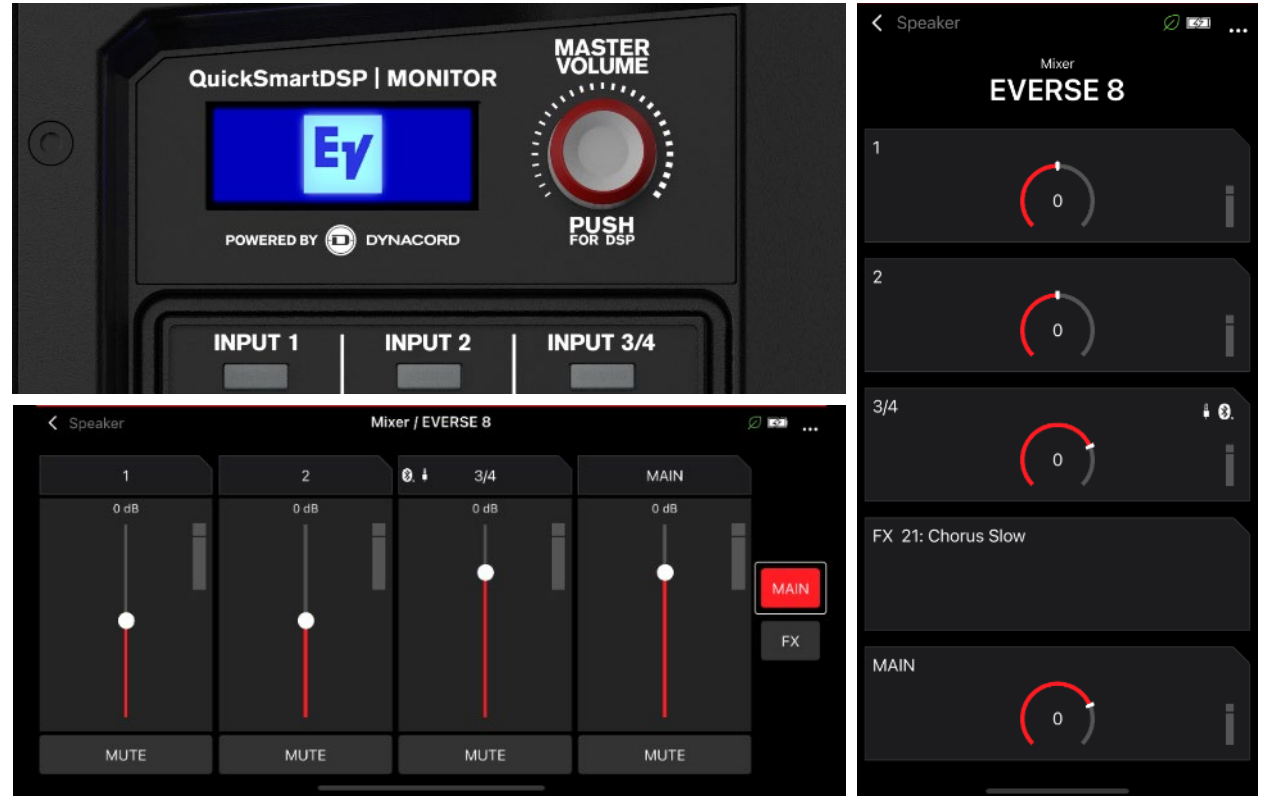 QuickSmartDSP | MONITOR
MASTER
VOLUME
EV
POWERED BY D DYNACORD
PUSH
FOR DSP
INPUT 1
INPUT 2
INPUT 3/4
Speaker
Mixer / EVERSE 8
...
1
2
3/4
MAIN
0 dB
0 dB
0 dB
0 dB
MAIN
FX
MUTE
MUTE
MUTE
MUTE
Speaker
...
Mixer
EVERSE 8
1
0
2
0
3/4
0
FX 21: Chorus Slow
MAIN
0